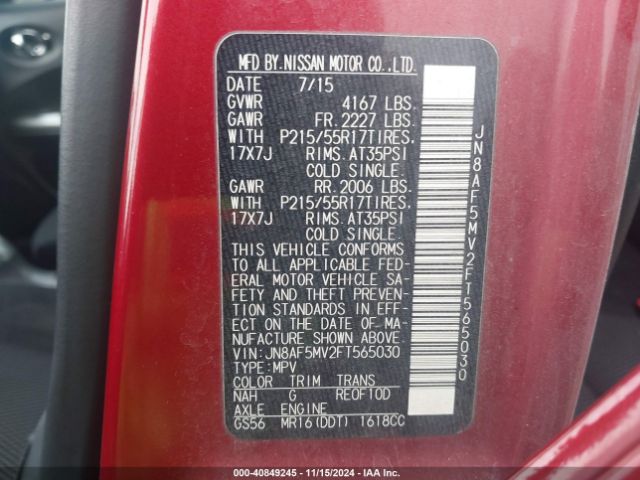 MFD BY. NISSAN MOTOR CO.,LTD.
DATE 7/15
GVWR 4167 LBS.
GAWR FR. 2227 LBS.
WITH P215/55R17TIRES,
17X7J RIMS. AT35PSI
COLD SINGLE.
GAWR RR. 2006 LBS.
WITH P215/55R17TIRES,
17X7J RIMS. AT35PSI
COLD SINGLE.
THIS VEHICLE CONFORMS
TO ALL APPLICABLE FED-
ERAL MOTOR VEHICLE SA-
FETY AND THEFT PREVEN-
TION STANDARDS IN EFF-
ECT ON THE DATE OF MA-
NUFACTURE SHOWN ABOVE.
VIN:JN8AF5MV2FT565030
TYPE:MPV
COLOR TRIM TRANS
NAH G RE0F10D
AXLE ENGINE
GS56 MR16(DDT) 1618CC
JN8AF5MV2FT565030
000-40849245 - 11/15/2024 - IAAI.com